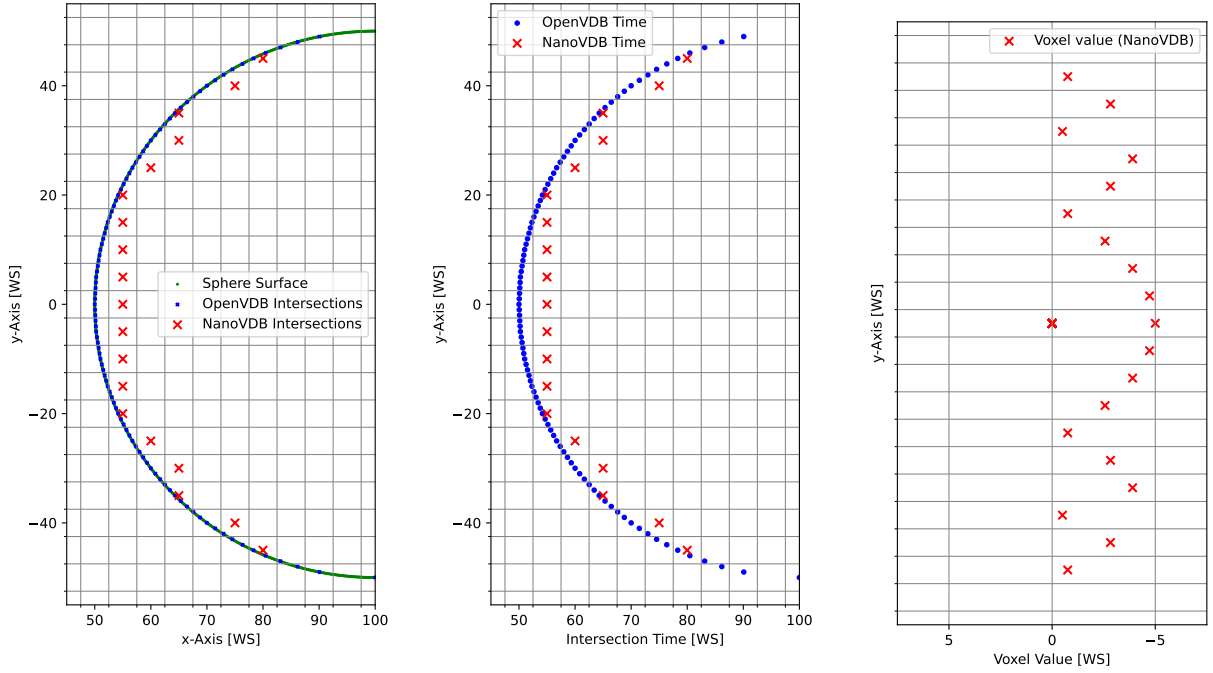 y-Axis [WS]
40
20
0
−20
−40
Sphere Surface
OpenVDB Intersections
NanoVDB Intersections
50 60 70 80 90 100
x-Axis [WS]
y-Axis [WS]
40
20
0
−20
−40
OpenVDB Time
NanoVDB Time
50 60 70 80 90 100
Intersection Time [WS]
y-Axis [WS]
Voxel value (NanoVDB)
5 0 −5
Voxel Value [WS]